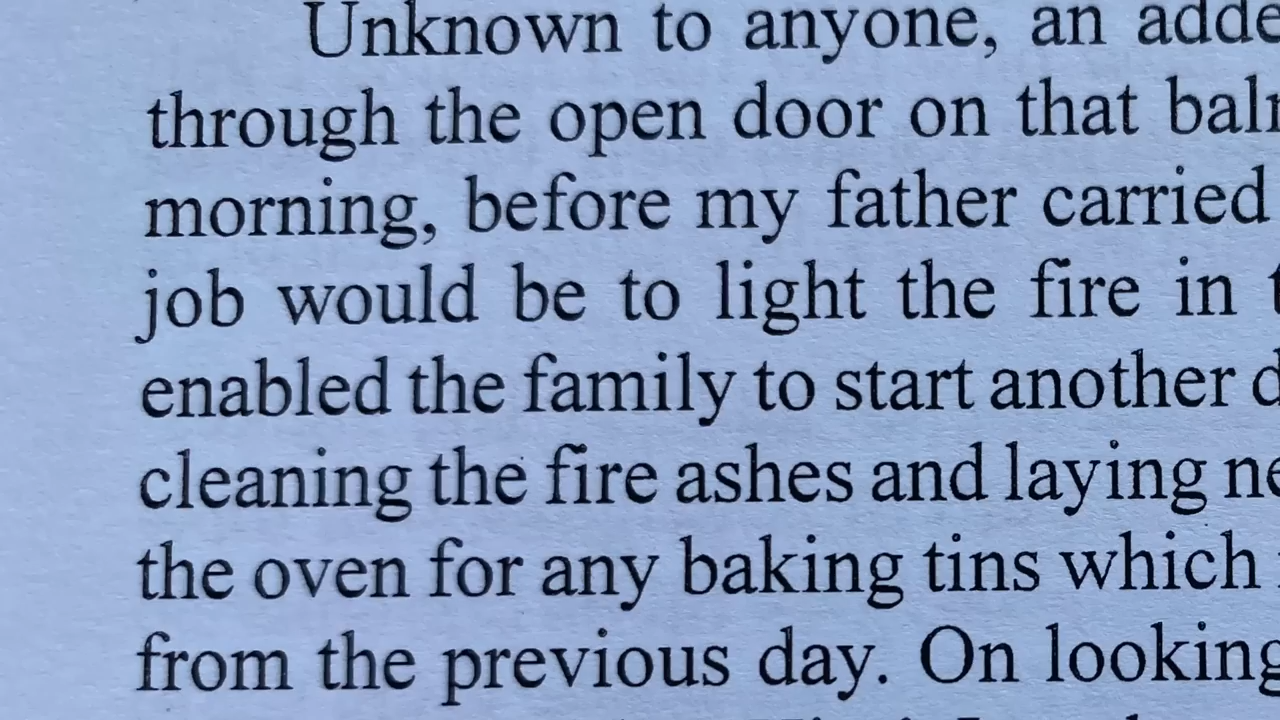 Unknown to anyone, an adde
through the open door on that
morning, before my father carried
job would be to light the fire in
enabled the family to start another
cleaning the fire ashes and laying
the oven for any baking tins which
from the previous day. On looking